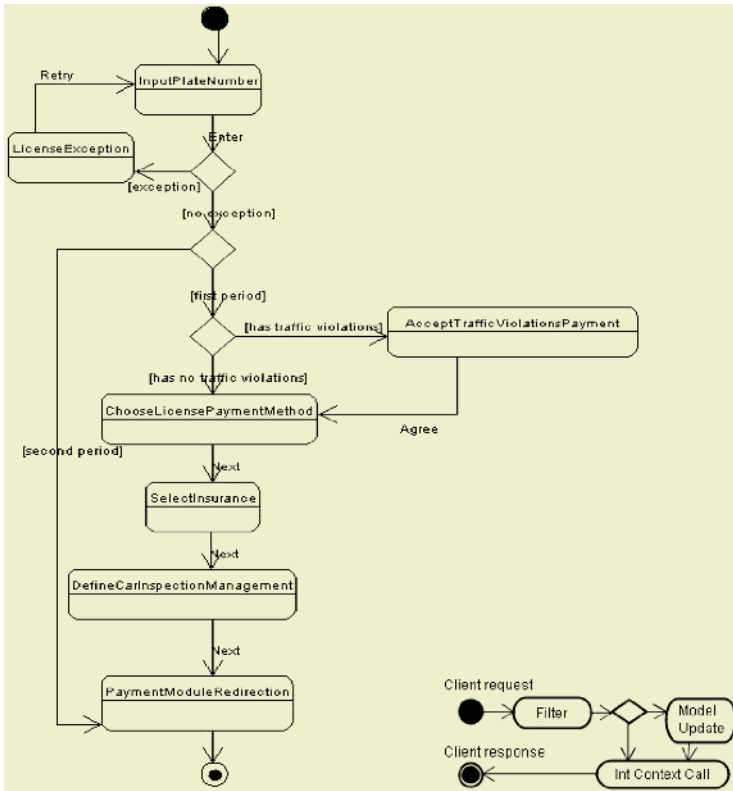 InputPlateNumber
Retry
Enter
LicenseException
[exception]
[no exception]
[first period]
[has traffic violations]
AcceptTrafficViolationsPayment
[has no traffic violations]
ChooseLicensePaymentMethod
Agree
[second period]
Next
SelectInsurance
Next
DefineCarInspectionManagement
Next
PaymentModuleRedirection
Client request
Filter
Model
Update
Client response
Int Context Call